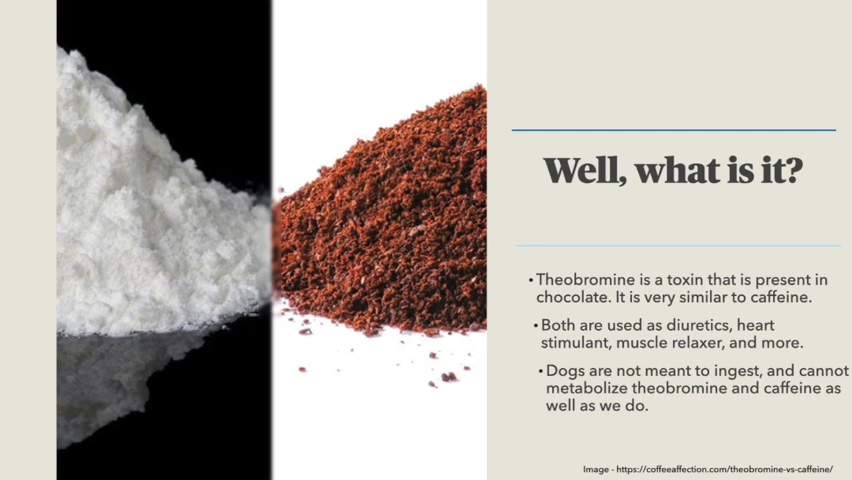 Well, what is it?
•Theobromine is a toxin that is present in
chocolate. It is very similar to caffeine.
•Both are used as diuretics, heart
stimulant, muscle relaxer, and more.
•Dogs are not meant to ingest, and cannot
metabolize theobromine and caffeine as
well as we do.
Image - https://coffeeaffection.com/theobromine-vs-caffeine/